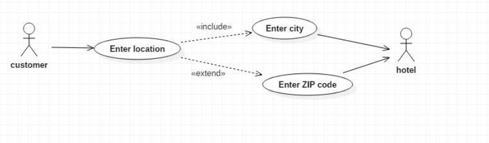 «include»
Enter city
Enter location
customer
hotel
«extend»
Enter ZIP code